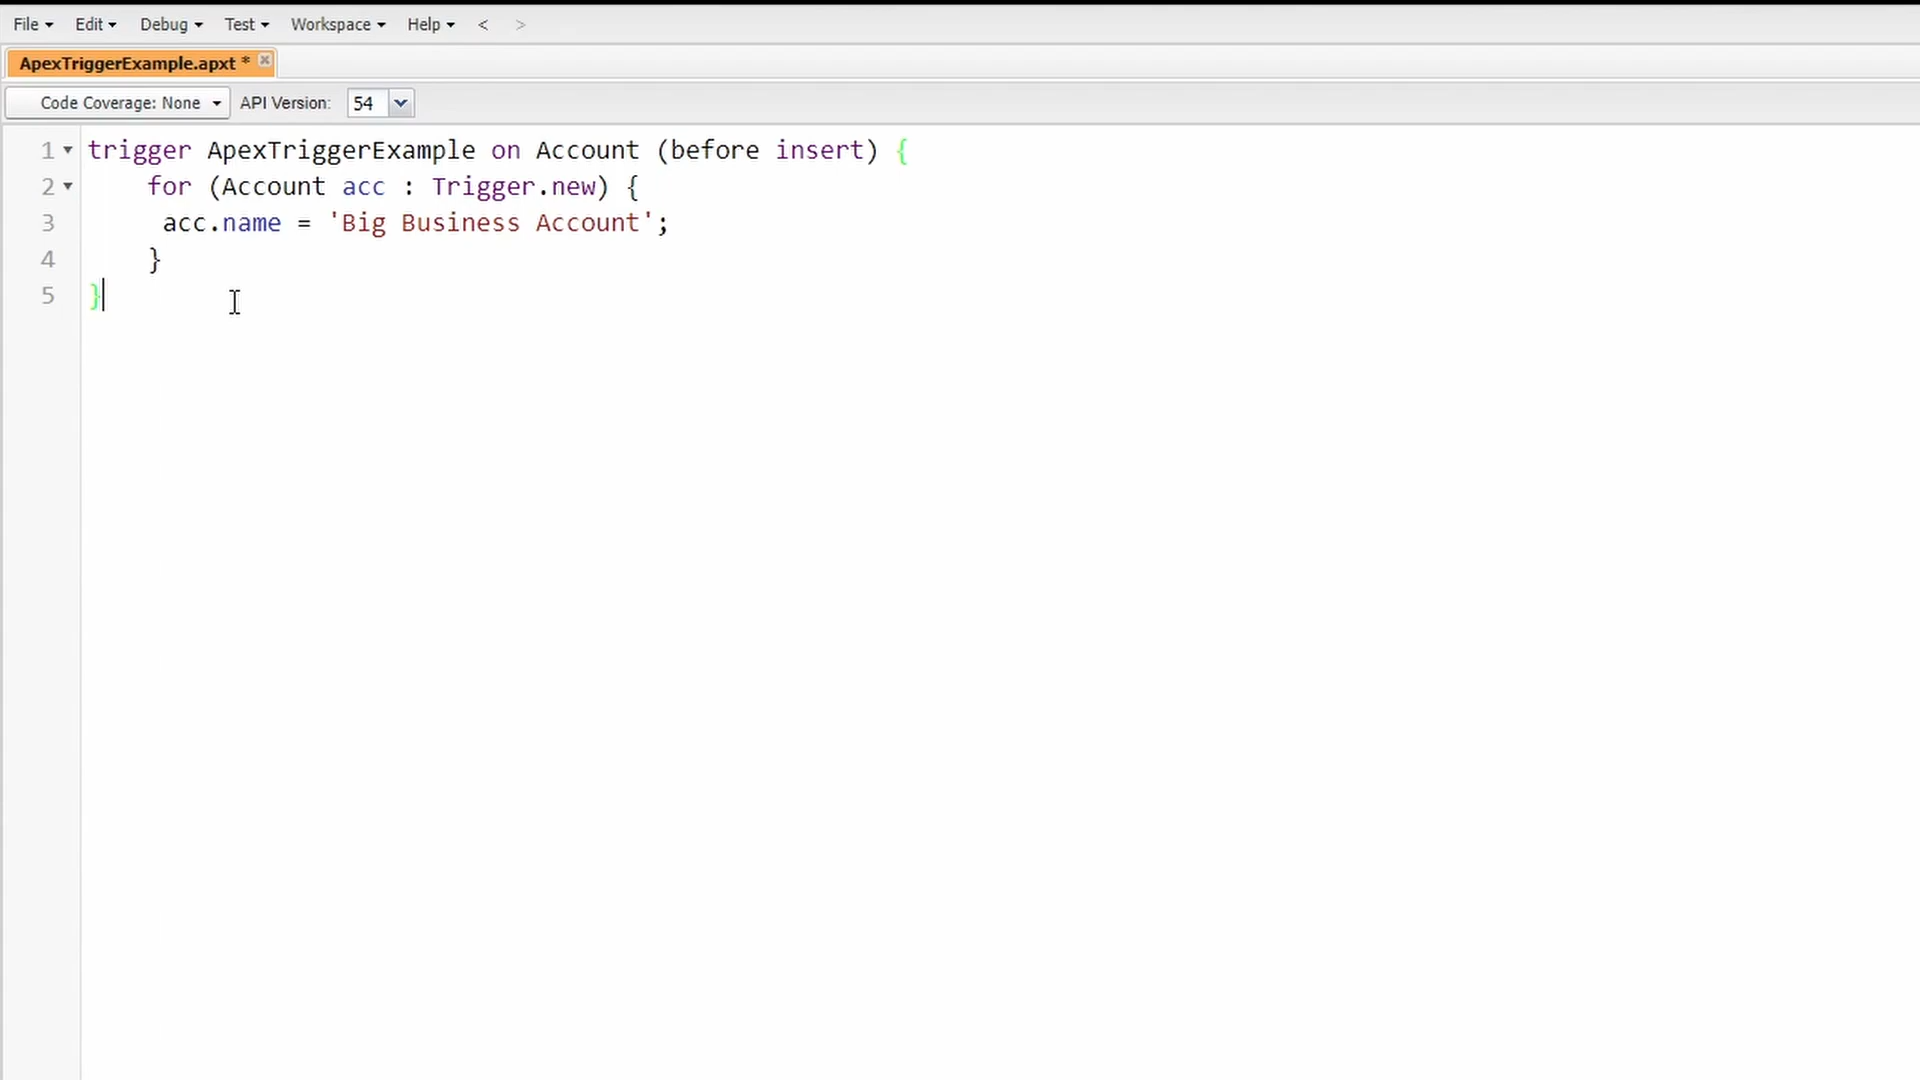 File Edit Debug Test Workspace Help < >
ApexTriggerExample.apxt *
Code Coverage: None API Version: 54
1 trigger ApexTriggerExample on Account (before insert) {
2 for (Account acc : Trigger.new) {
3 acc.name = 'Big Business Account';
4 }
5 }